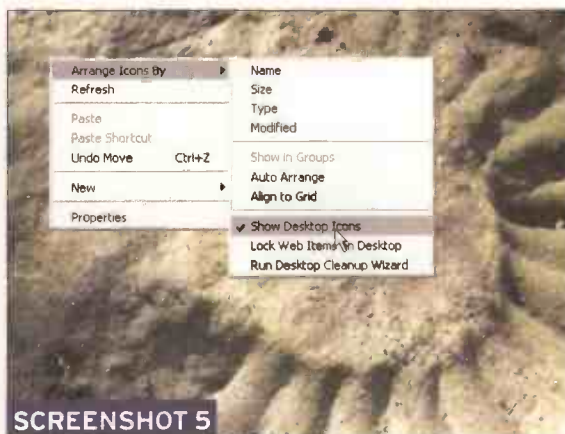 Arrange Icons By
Refresh
Paste
Paste Shortcut
Undo Move Ctrl+Z
New
Properties
Name
Size
Type
Modified
Show in Groups
Auto Arrange
Align to Grid
Show Desktop Icons
Lock Web Items on Desktop
Run Desktop Cleanup Wizard
SCREENSHOT 5